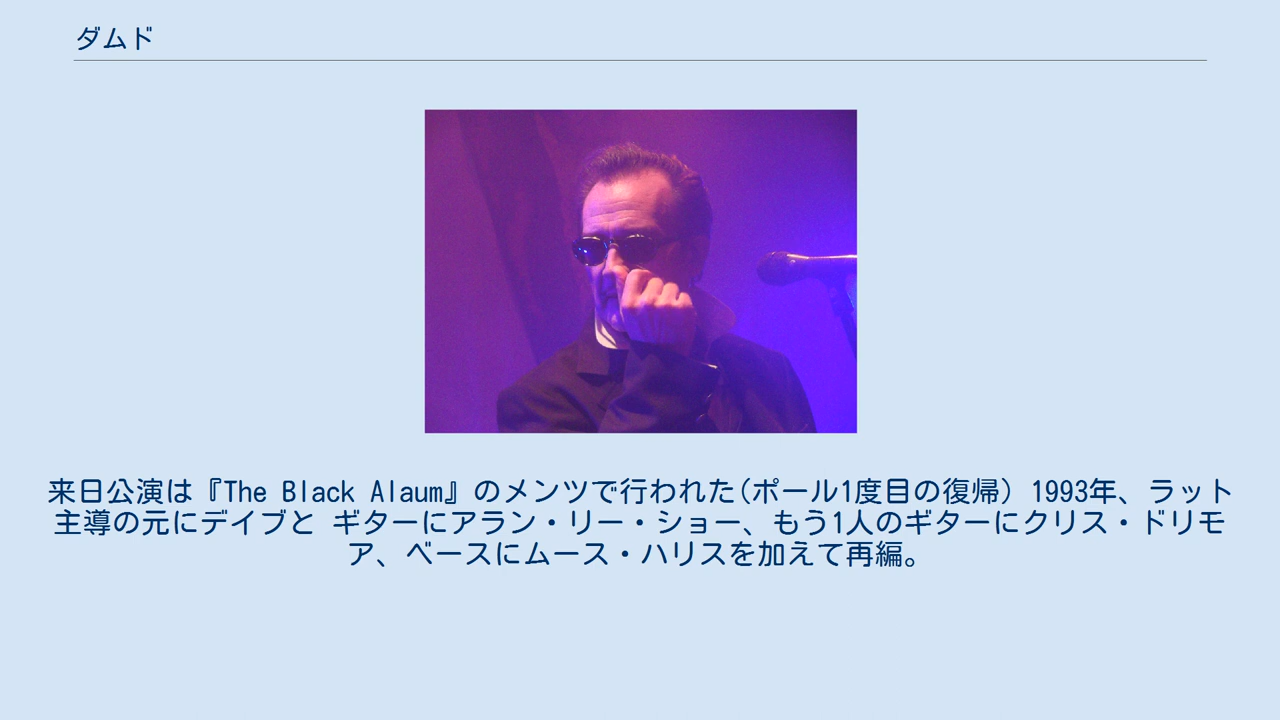 ダムド
来日公演は『The Black Alaum』のメンツで行われた(ポール1度目の復帰) 1993年、ラット
主導の元にデイブと ギターにアラン・リー・ショー、もう1人のギターにクリス・ドリモ
ア、ベースにムース・ハリスを加えて再編。